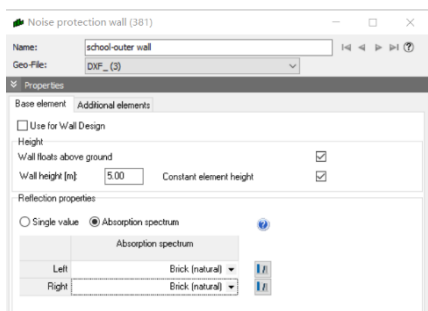 Noise protection wall (381)
Name: school-outer wall
Geo-File: DXF_(3)
Properties
Base element Additional elements
Use for Wall Design
Height
Wall floats above ground
Wall height [m]: 5.00 Constant element height
Reflection properties
Single value Absorption spectrum
Absorption spectrum
Left Brick (natural)
Right Brick (natural)